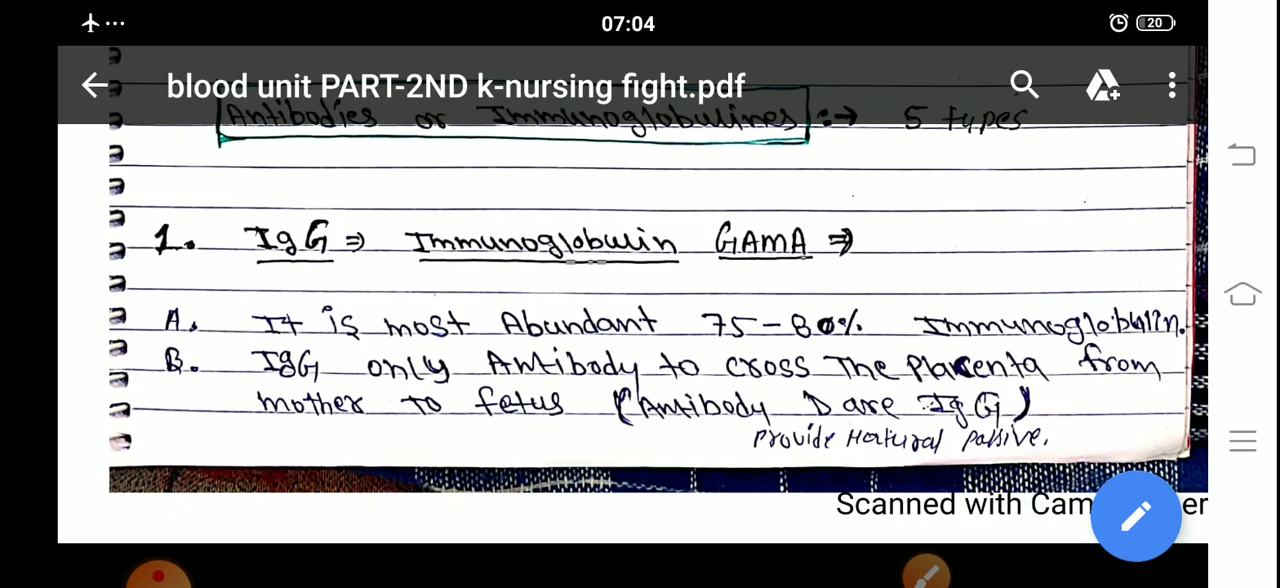 07:04
20
blood unit PART-2ND k-nursing fight.pdf
Antibodies or Immunoglobulines :→ 5 types
1. IgG ⇒ Immunoglobulin GAMA ⇒
A. It is most Abundant 75-80% Immunoglobulin.
B. IgG only Antibody to cross The Placenta from
mother to fetus (Antibody D are IgG)
Provide Natural Passive.
Scanned with Cam er